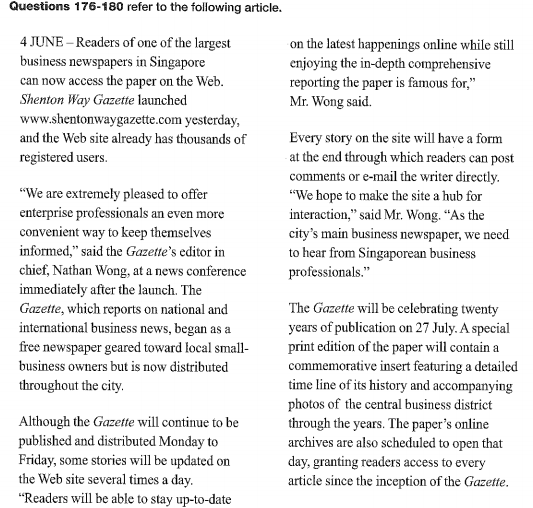 Questions 176-180 refer to the following article.
4 JUNE – Readers of one of the largest
business newspapers in Singapore
can now access the paper on the Web.
Shenton Way Gazette launched
www.shentonwaygazette.com yesterday,
and the Web site already has thousands of
registered users.
“We are extremely pleased to offer
enterprise professionals an even more
convenient way to keep themselves
informed,” said the Gazette’s editor in
chief, Nathan Wong, at a news conference
immediately after the launch. The
Gazette, which reports on national and
international business news, began as a
free newspaper geared toward local small-
business owners but is now distributed
throughout the city.
Although the Gazette will continue to be
published and distributed Monday to
Friday, some stories will be updated on
the Web site several times a day.
“Readers will be able to stay up-to-date
on the latest happenings online while still
enjoying the in-depth comprehensive
reporting the paper is famous for,”
Mr. Wong said.
Every story on the site will have a form
at the end through which readers can post
comments or e-mail the writer directly.
“We hope to make the site a hub for
interaction,” said Mr. Wong. “As the
city’s main business newspaper, we need
to hear from Singaporean business
professionals.”
The Gazette will be celebrating twenty
years of publication on 27 July. A special
print edition of the paper will contain a
commemorative insert featuring a detailed
time line of its history and accompanying
photos of the central business district
through the years. The paper’s online
archives are also scheduled to open that
day, granting readers access to every
article since the inception of the Gazette.